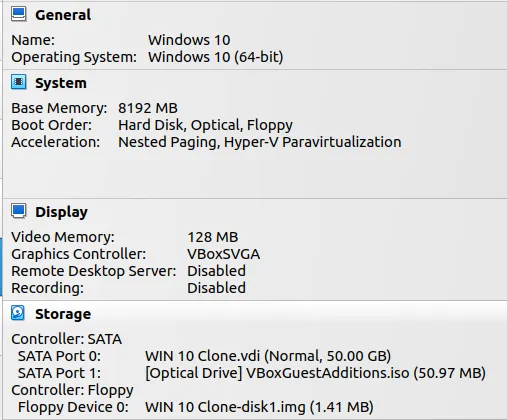 General
Name: Windows 10
Operating System: Windows 10 (64-bit)
System
Base Memory: 8192 MB
Boot Order: Hard Disk, Optical, Floppy
Acceleration: Nested Paging, Hyper-V Paravirtualization
Display
Video Memory: 128 MB
Graphics Controller: VBoxSVGA
Remote Desktop Server: Disabled
Recording: Disabled
Storage
Controller: SATA
SATA Port 0: WIN 10 Clone.vdi (Normal, 50.00 GB)
SATA Port 1: [Optical Drive] VBoxGuestAdditions.iso (50.97 MB)
Controller: Floppy
Floppy Device 0: WIN 10 Clone-disk1.img (1.41 MB)